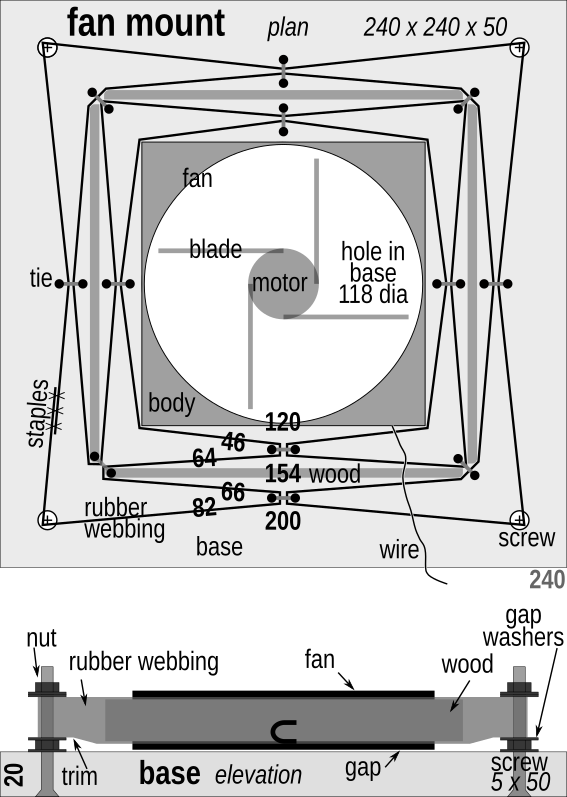 fan mount plan 240 x 240 x 50
fan
blade
motor
hole in
base
118 dia
tie
staples
body
120
46
64
154 wood
66
82
200
rubber
webbing
base
wire
screw
240
gap
washers
nut
rubber webbing
fan
wood
20
trim
base elevation
gap
screw
5 x 50